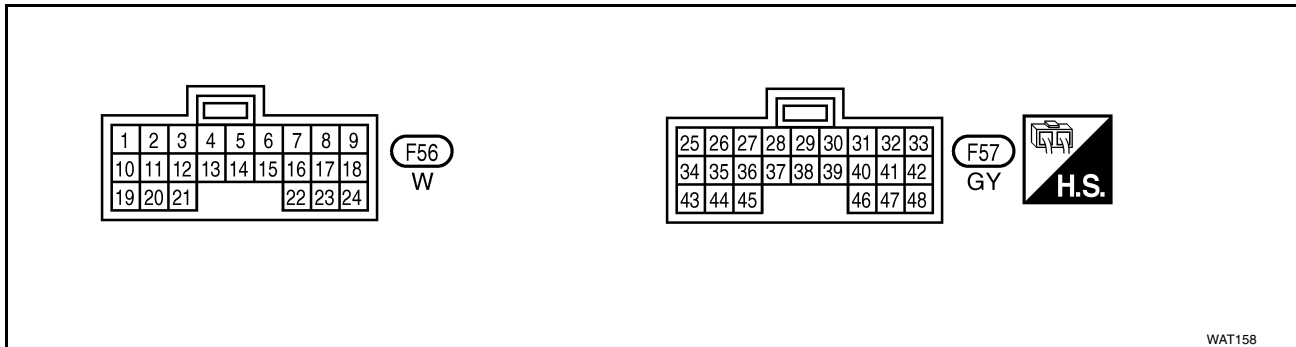 1 2 3 4 5 6 7 8 9
10 11 12 13 14 15 16 17 18
19 20 21 22 23 24
F56
W
25 26 27 28 29 30 31 32 33
34 35 36 37 38 39 40 41 42
43 44 45 46 47 48
F57
GY
H.S.
WAT158